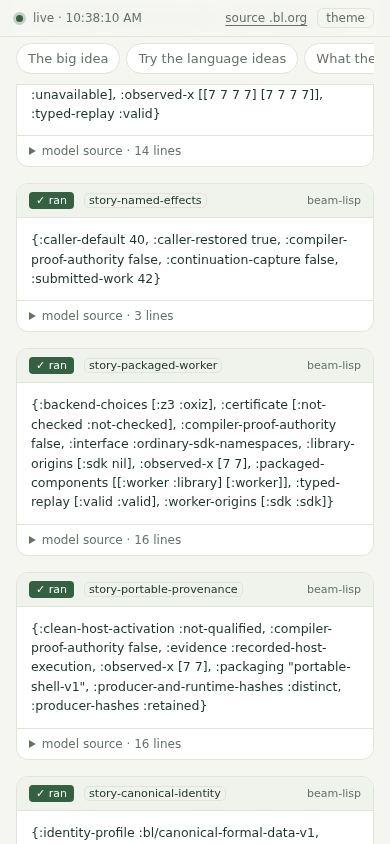 live · 10:38:10 AM
source .bl.org
theme
The big idea
Try the language ideas
What the
:unavailable], :observed-x [[7 7 7 7] [7 7 7 7]],
:typed-replay :valid}
▶ model source · 14 lines
✓ ran
story-named-effects
beam-lisp
{:caller-default 40, :caller-restored true, :compiler-
proof-authority false, :continuation-capture false,
:submitted-work 42}
▶ model source · 3 lines
✓ ran
story-packaged-worker
beam-lisp
{:backend-choices [:z3 :oxiz], :certificate [:not-
checked :not-checked], :compiler-proof-authority
false, :interface :ordinary-sdk-namespaces, :library-
origins [:sdk nil], :observed-x [7 7], :packaged-
components [[:worker :library] [:worker]], :typed-
replay [:valid :valid], :worker-origins [:sdk :sdk]}
▶ model source · 16 lines
✓ ran
story-portable-provenance
beam-lisp
{:clean-host-activation :not-qualified, :compiler-
proof-authority false, :evidence :recorded-host-
execution, :observed-x [7 7], :packaging "portable-
shell-v1", :producer-and-runtime-hashes :distinct,
:producer-hashes :retained}
▶ model source · 16 lines
✓ ran
story-canonical-identity
beam-lisp
{:identity-profile :bl/canonical-formal-data-v1,